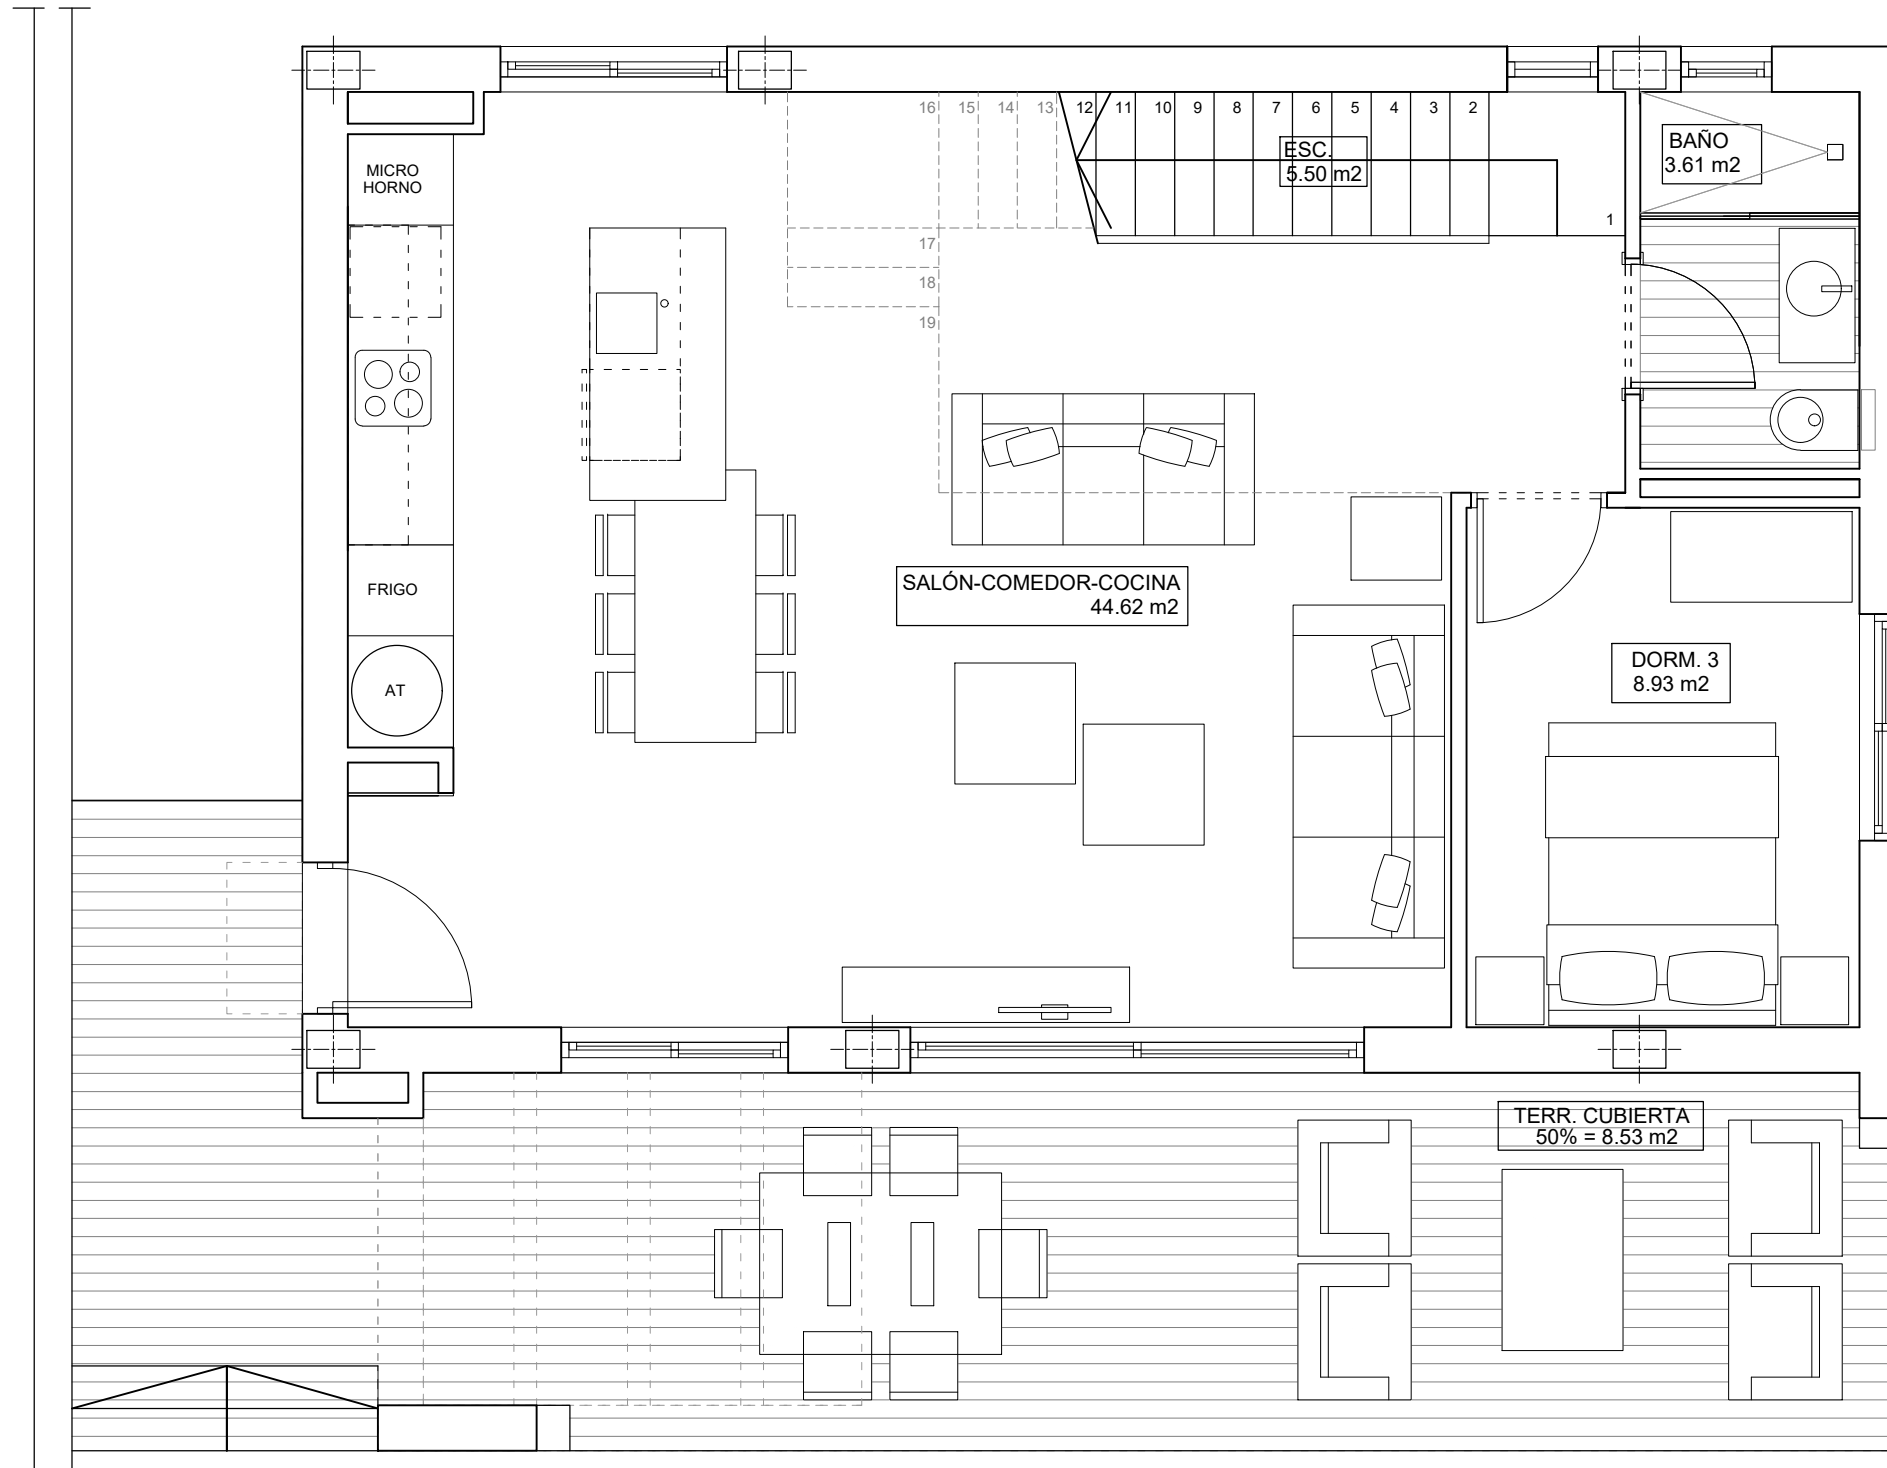 16 15 14 13 12 11 10 9 8 7 6 5 4 3 2
ESC.
5.50 m2
BAÑO
3.61 m2
MICRO
HORNO
1
17
18
19
FRIGO
SALÓN-COMEDOR-COCINA
44.62 m2
DORM. 3
8.93 m2
AT
TERR. CUBIERTA
50% = 8.53 m2